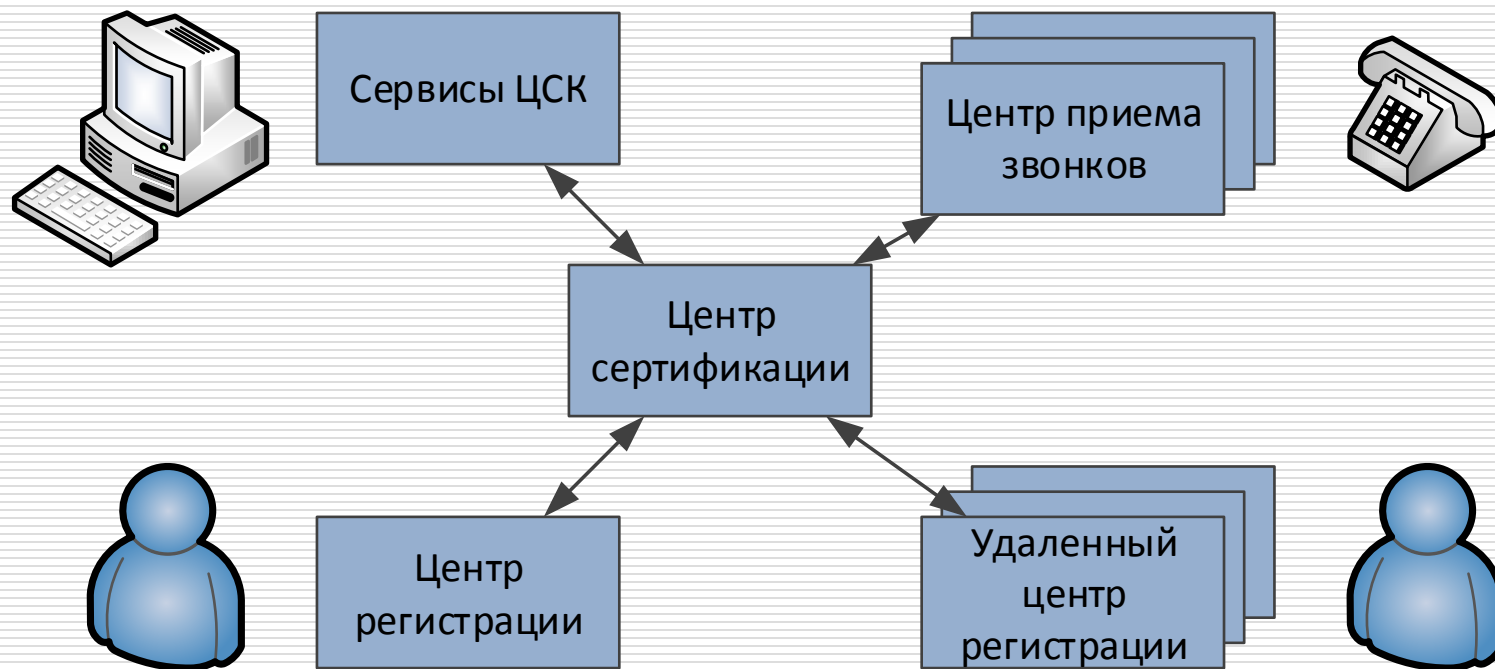 Сервисы ЦСК
Центр приема
звонков
Центр
сертификации
Центр
регистрации
Удаленный
центр
регистрации